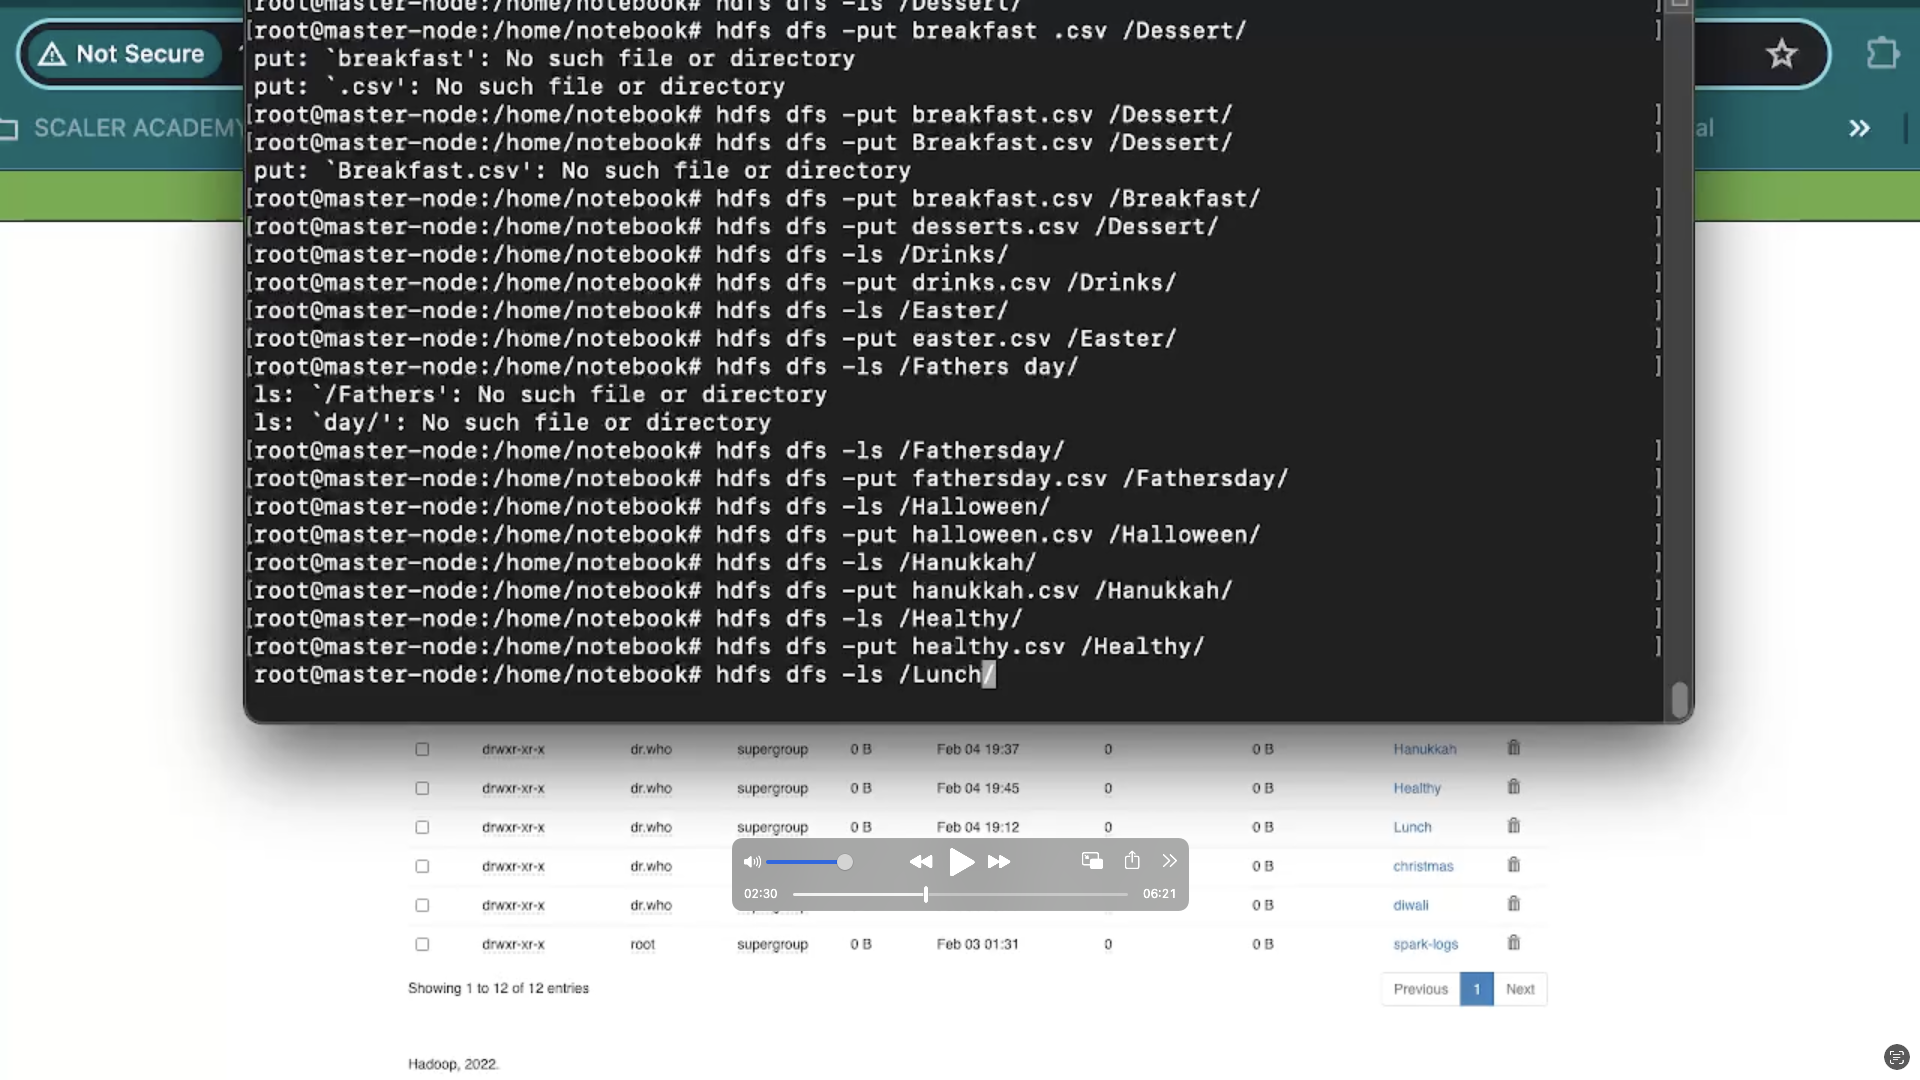 hdfs dfs -ls /Dessert/
[root@master-node:/home/notebook# hdfs dfs -ls /Dessert/
[root@master-node:/home/notebook# hdfs dfs -put breakfast .csv /Dessert/ ]
Not Secure
put: `breakfast': No such file or directory
put: `.csv': No such file or directory
[root@master-node:/home/notebook# hdfs dfs -put breakfast.csv /Dessert/ ]
SCALER ACADEMY
al
[root@master-node:/home/notebook# hdfs dfs -put Breakfast.csv /Dessert/ ]
put: `Breakfast.csv': No such file or directory
[root@master-node:/home/notebook# hdfs dfs -put breakfast.csv /Breakfast/ ]
[root@master-node:/home/notebook# hdfs dfs -put desserts.csv /Dessert/ ]
[root@master-node:/home/notebook# hdfs dfs -ls /Drinks/ ]
[root@master-node:/home/notebook# hdfs dfs -put drinks.csv /Drinks/ ]
[root@master-node:/home/notebook# hdfs dfs -ls /Easter/ ]
[root@master-node:/home/notebook# hdfs dfs -put easter.csv /Easter/ ]
[root@master-node:/home/notebook# hdfs dfs -ls /Fathers day/ ]
ls: `/Fathers': No such file or directory
ls: `day/': No such file or directory
[root@master-node:/home/notebook# hdfs dfs -ls /Fathersday/ ]
[root@master-node:/home/notebook# hdfs dfs -put fathersday.csv /Fathersday/ ]
[root@master-node:/home/notebook# hdfs dfs -ls /Halloween/ ]
[root@master-node:/home/notebook# hdfs dfs -put halloween.csv /Halloween/ ]
[root@master-node:/home/notebook# hdfs dfs -ls /Hanukkah/ ]
[root@master-node:/home/notebook# hdfs dfs -put hanukkah.csv /Hanukkah/ ]
[root@master-node:/home/notebook# hdfs dfs -ls /Healthy/ ]
[root@master-node:/home/notebook# hdfs dfs -put healthy.csv /Healthy/ ]
root@master-node:/home/notebook# hdfs dfs -ls /Lunch/
drwxr-xr-x dr.who supergroup 0 B Feb 04 19:37 0 0 B Hanukkah
drwxr-xr-x dr.who supergroup 0 B Feb 04 19:45 0 0 B Healthy
drwxr-xr-x dr.who supergroup 0 B Feb 04 19:12 0 0 B Lunch
drwxr-xr-x dr.who 0 B christmas
02:30 06:21
drwxr-xr-x dr.who 0 B diwali
drwxr-xr-x root supergroup 0 B Feb 03 01:31 0 0 B spark-logs
Showing 1 to 12 of 12 entries
Previous 1 Next
Hadoop, 2022.